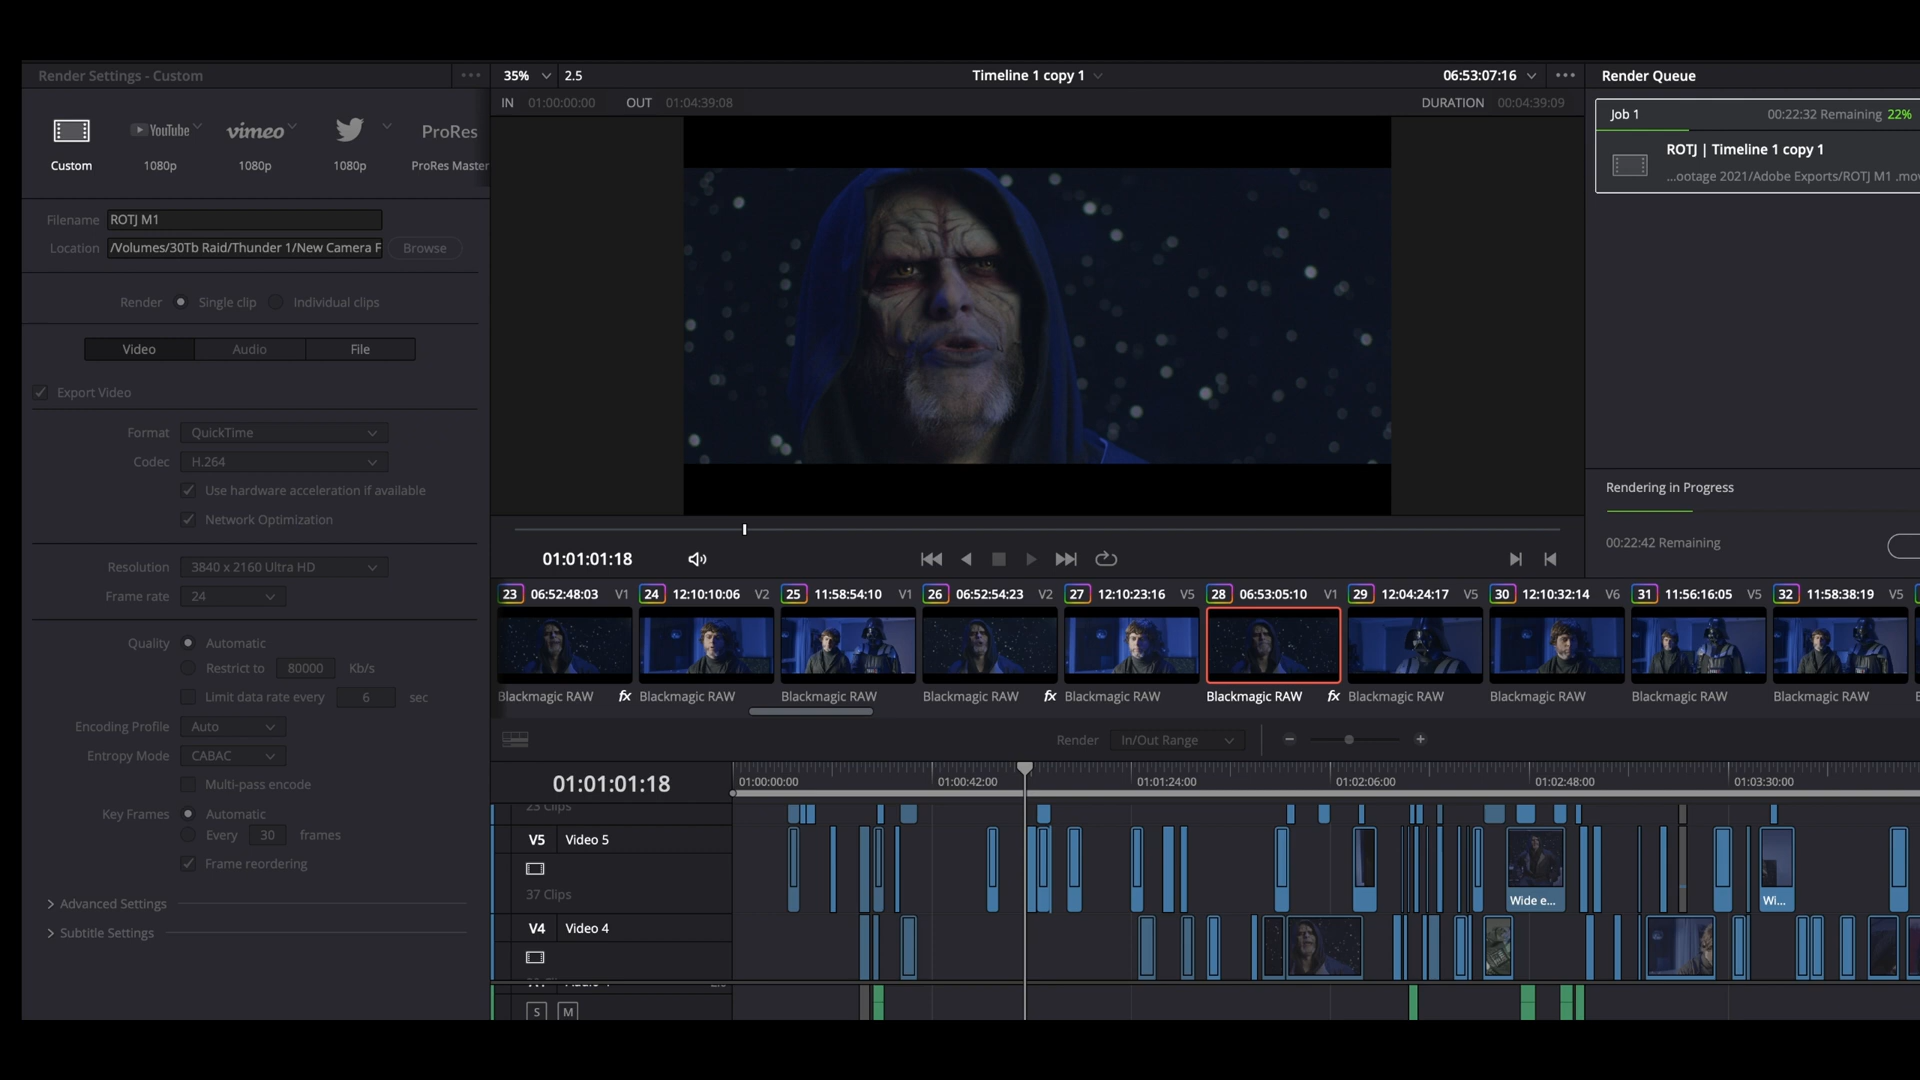 Render Settings - Custom
Custom
YouTube
1080p
vimeo
1080p
1080p
ProRes
ProRes Master
Filename ROTJ M1
Location /Volumes/30Tb Raid/Thunder 1/New Camera F Browse
Render Single clip Individual clips
Video Audio File
Export Video
Format QuickTime
Codec H.264
Use hardware acceleration if available
Network Optimization
Resolution 3840 x 2160 Ultra HD
Frame rate 24
Quality Automatic
Restrict to 80000 Kb/s
Limit data rate every 6 sec
Encoding Profile Auto
Entropy Mode CABAC
Multi-pass encode
Key Frames Automatic
Every 30 frames
Frame reordering
Advanced Settings
Subtitle Settings
35% 2.5 Timeline 1 copy 1 06:53:07:16
IN 01:00:00:00 OUT 01:04:39:08 DURATION 00:04:39:09
01:01:01:18
23 06:52:48:03 V1 24 12:10:10:06 V2 25 11:58:54:10 V1 26 06:52:54:23 V2 27 12:10:23:16 V5 28 06:53:05:10 V1 29 12:04:24:17 V5 30 12:10:32:14 V6 31 11:56:16:05 V5 32 11:58:38:19 V5
Blackmagic RAW fx Blackmagic RAW Blackmagic RAW Blackmagic RAW fx Blackmagic RAW Blackmagic RAW fx Blackmagic RAW Blackmagic RAW Blackmagic RAW Blackmagic RAW
Render In/Out Range
01:01:01:18 01:00:00:00 01:00:42:00 01:01:24:00 01:02:06:00 01:02:48:00 01:03:30:00
23 Clips
V5 Video 5
37 Clips
Wide e... Wi...
V4 Video 4
S M
Render Queue
Job 1 00:22:32 Remaining 22%
ROTJ | Timeline 1 copy 1
...ootage 2021/Adobe Exports/ROTJ M1 .mov
Rendering in Progress
00:22:42 Remaining